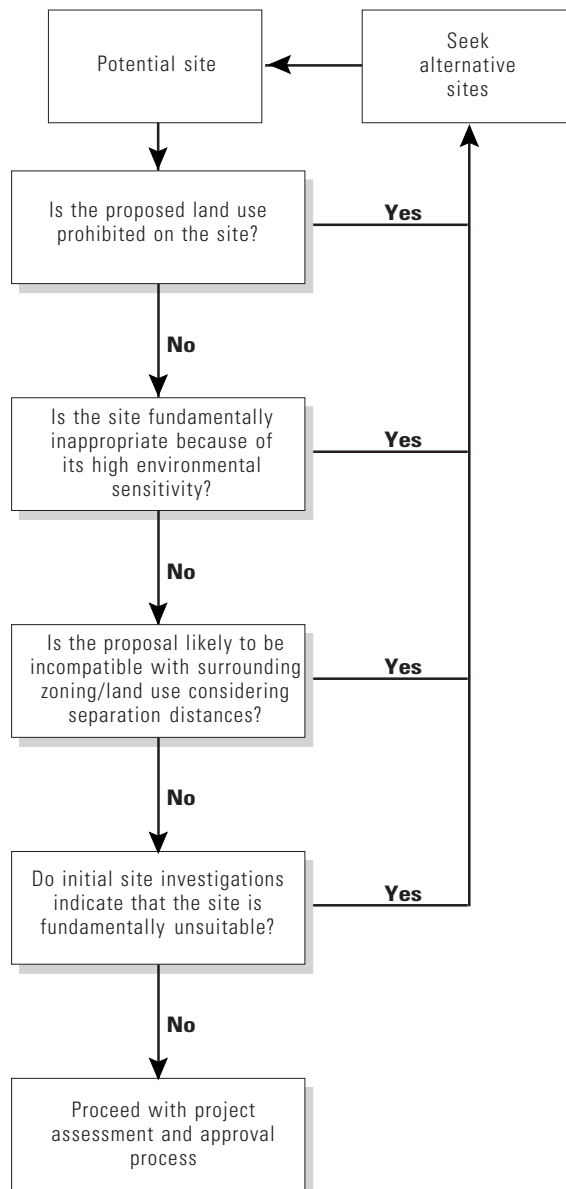 Potential site
Seek
alternative
sites
Is the proposed land use
prohibited on the site?
Yes
No
Is the site fundamentally
inappropriate because of
its high environmental
sensitivity?
Yes
No
Is the proposal likely to be
incompatible with surrounding
zoning/land use considering
separation distances?
Yes
No
Do initial site investigations
indicate that the site is
fundamentally unsuitable?
Yes
No
Proceed with project
assessment and approval
process